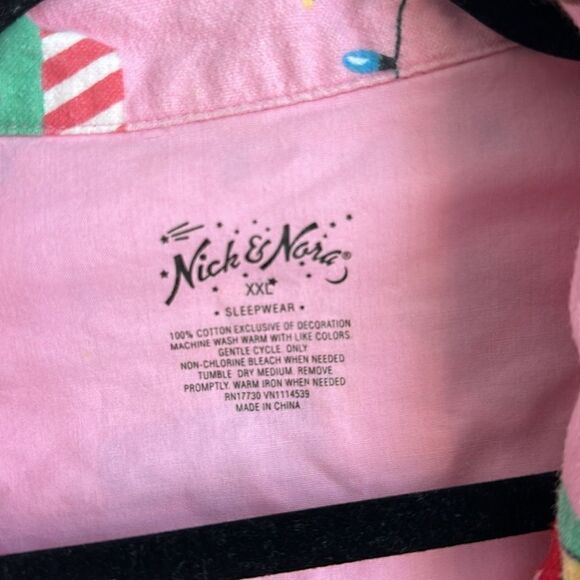 Nick & Nora®
XXL
• SLEEPWEAR •
100% COTTON EXCLUSIVE OF DECORATION
MACHINE WASH WARM WITH LIKE COLORS.
GENTLE CYCLE. ONLY
NON-CHLORINE BLEACH WHEN NEEDED
TUMBLE DRY MEDIUM. REMOVE
PROMPTLY. WARM IRON WHEN NEEDED
RN17730 VN1114539
MADE IN CHINA